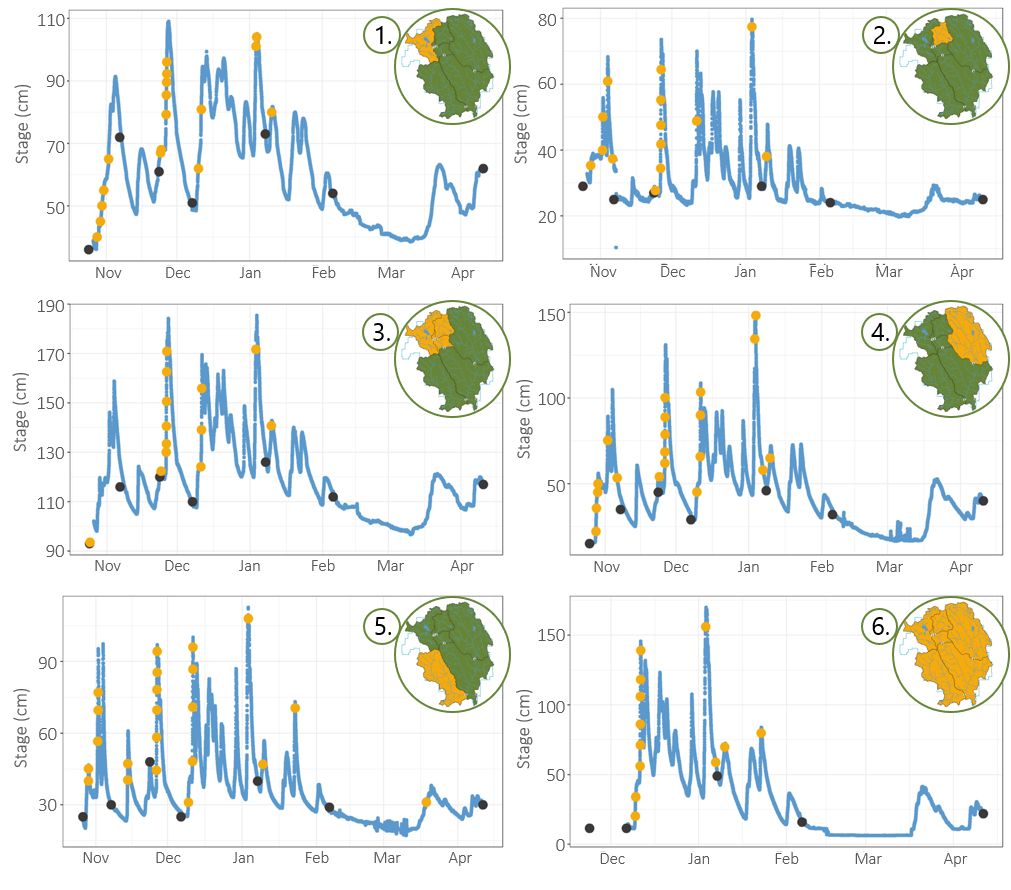 110
90
70
50
Stage (cm)
Nov Dec Jan Feb Mar Apr
1.
80
60
40
20
Stage (cm)
Nov Dec Jan Feb Mar Apr
2.
190
170
150
130
110
90
Stage (cm)
Nov Dec Jan Feb Mar Apr
3.
150
100
50
Stage (cm)
Nov Dec Jan Feb Mar Apr
4.
90
60
30
Stage (cm)
Nov Dec Jan Feb Mar Apr
5.
150
100
50
0
Stage (cm)
Dec Jan Feb Mar Apr
6.